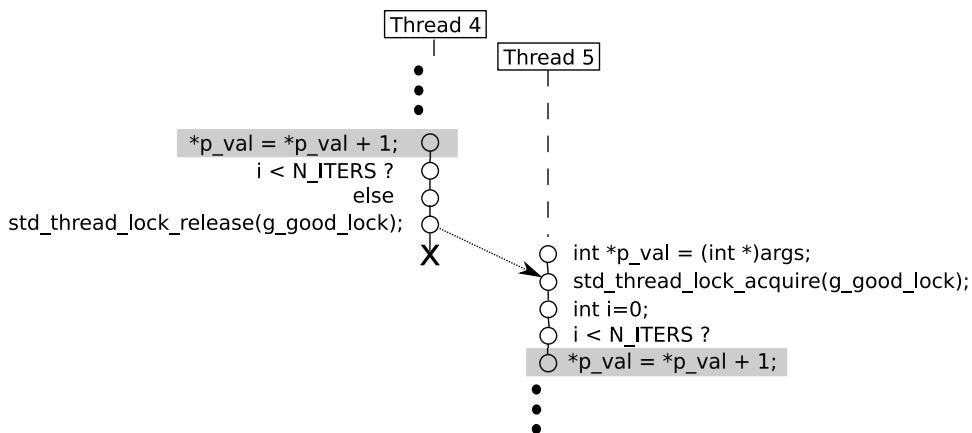 Thread 4
Thread 5
*p_val = *p_val + 1;
i < N_ITERS ?
else
std_thread_lock_release(g_good_lock);
X
int *p_val = (int *)args;
std_thread_lock_acquire(g_good_lock);
int i=0;
i < N_ITERS ?
*p_val = *p_val + 1;